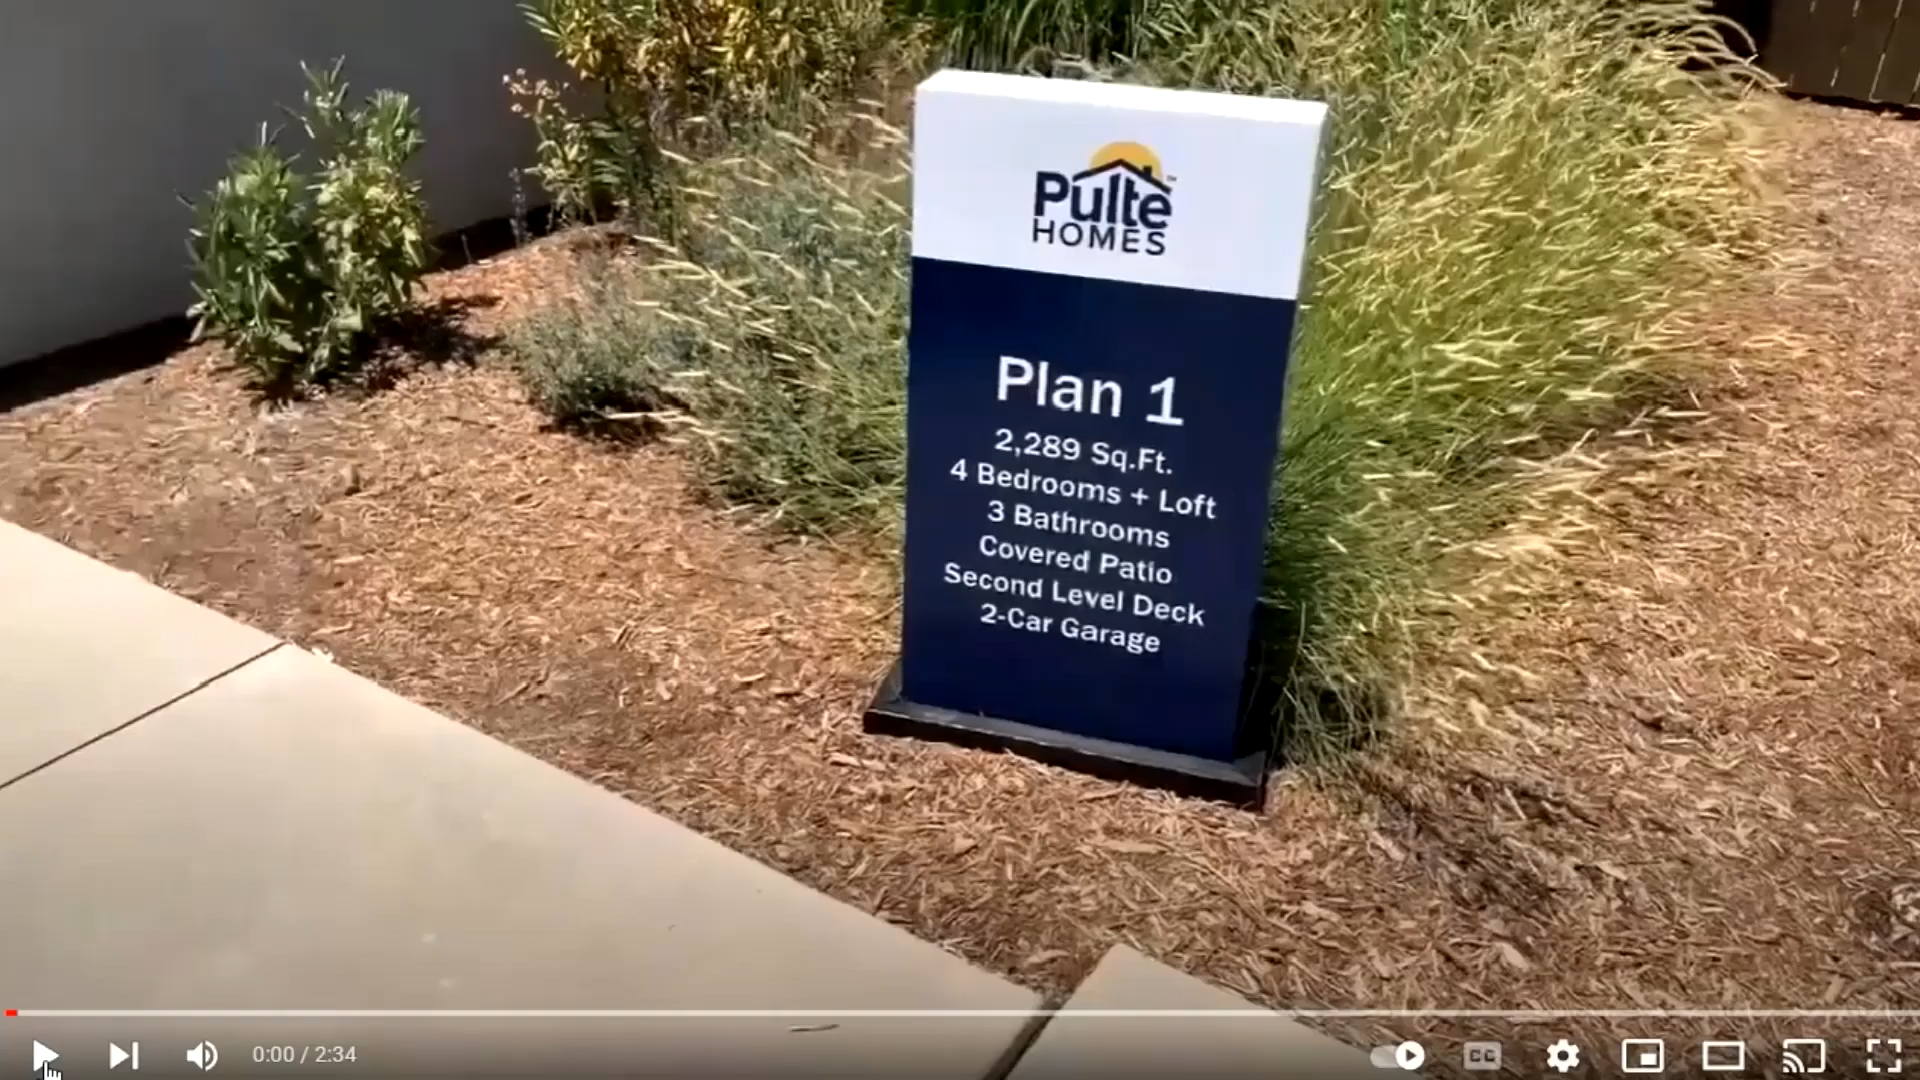 Pulte
HOMES
Plan 1
2,289 Sq.Ft.
4 Bedrooms + Loft
3 Bathrooms
Covered Patio
Second Level Deck
2-Car Garage
0:00 / 2:34
CC